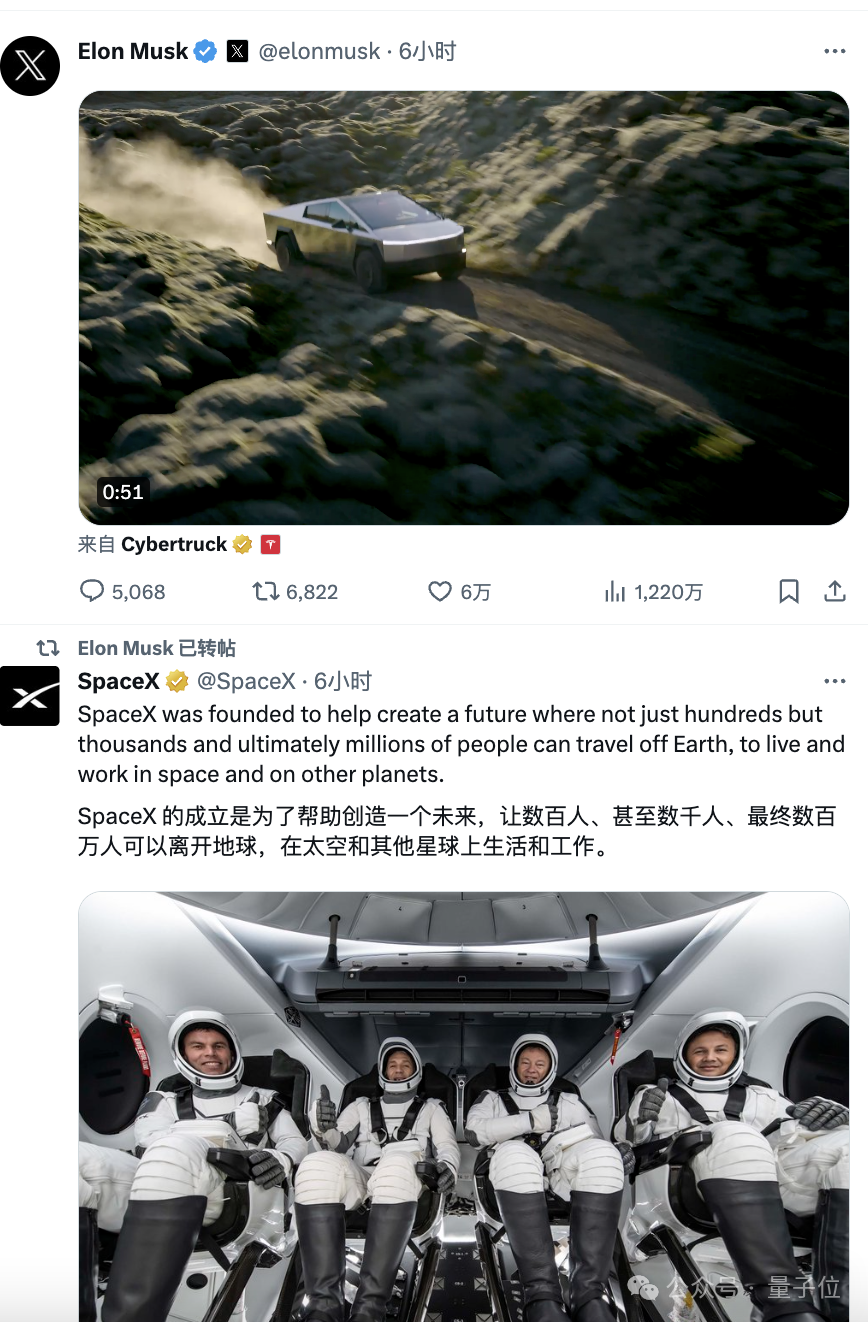 Elon Musk @elonmusk · 6小时
0:51
来自 Cybertruck
5,068 6,822 6万 1,220万
Elon Musk 已转帖
SpaceX @SpaceX · 6小时
SpaceX was founded to help create a future where not just hundreds but
thousands and ultimately millions of people can travel off Earth, to live and
work in space and on other planets.
SpaceX 的成立是为了帮助创造一个未来，让数百人、甚至数千人、最终数百
万人可以离开地球，在太空和其他星球上生活和工作。
公众号 · 量子位